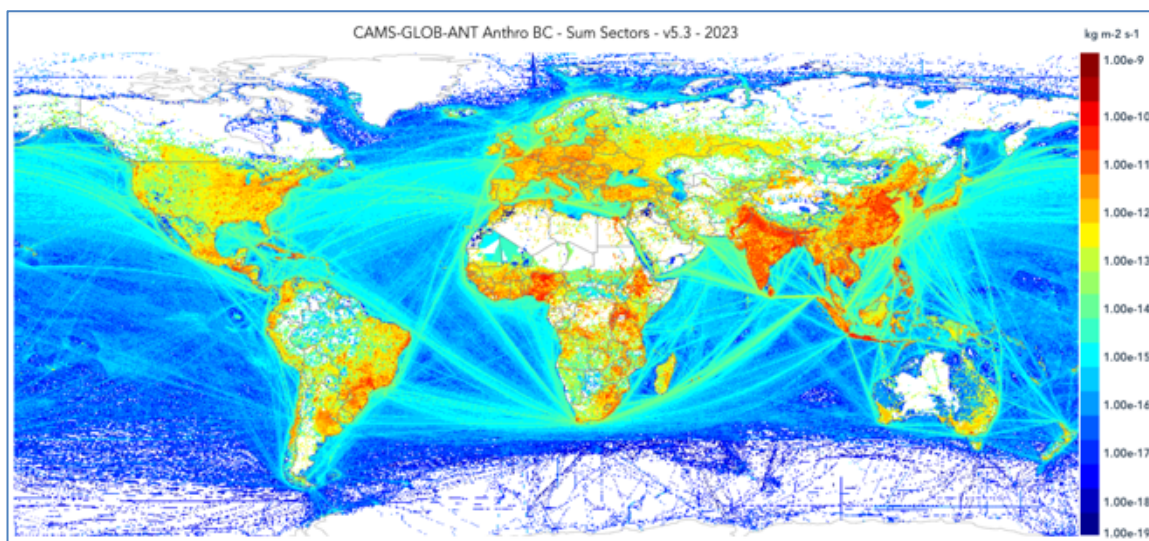 CAMS-GLOB-ANT Anthro BC - Sum Sectors - v5.3 - 2023
kg m-2 s-1
1.00e-9
1.00e-10
1.00e-11
1.00e-12
1.00e-13
1.00e-14
1.00e-15
1.00e-16
1.00e-17
1.00e-18
1.00e-19